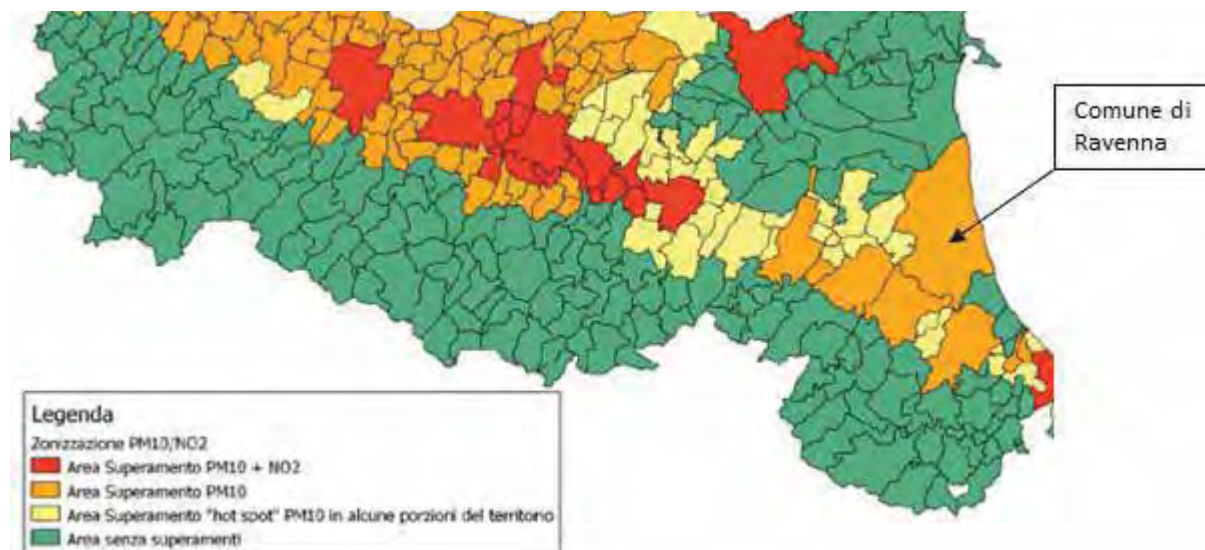 Comune di
Ravenna
Legenda
Zonizzazione PM10/NO2
Area Superamento PM10 + NO2
Area Superamento PM10
Area Superamento "hot spot" PM10 in alcune porzioni del territorio
Area senza superamenti